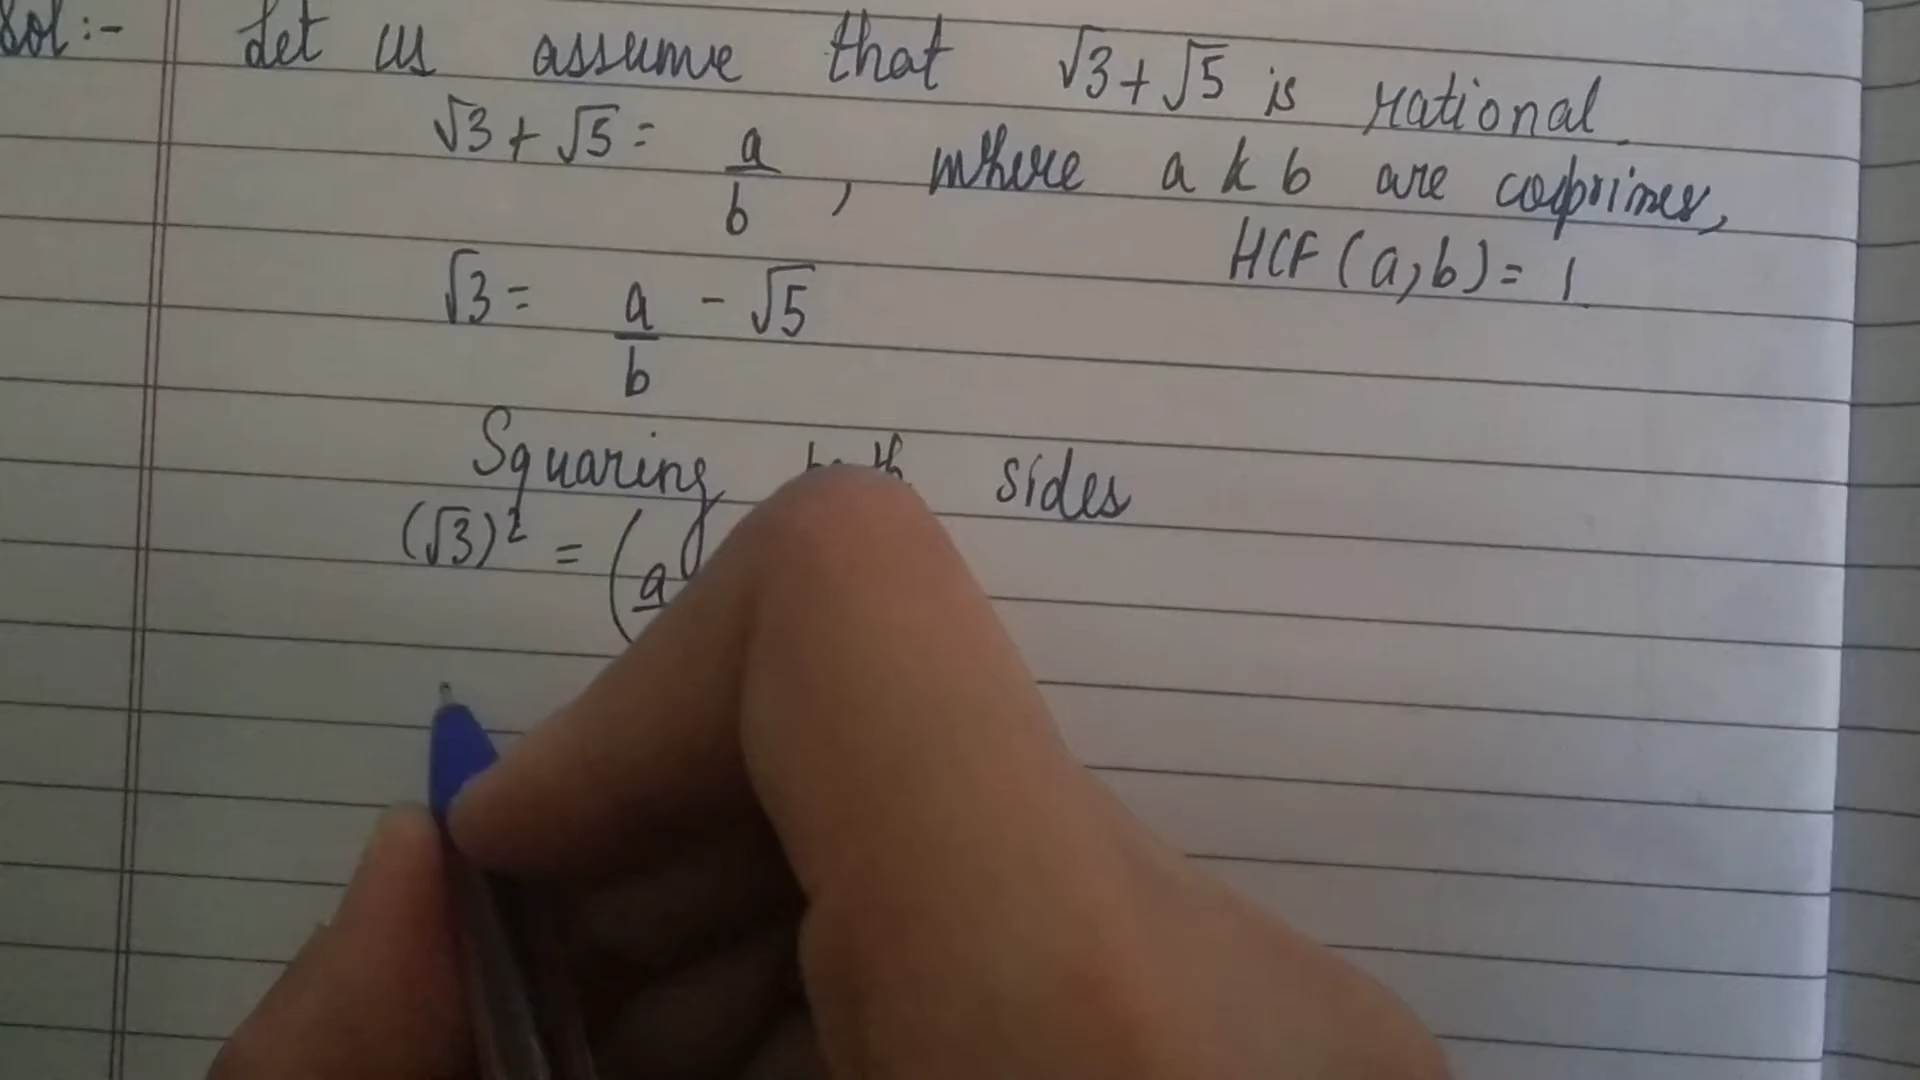 Sol :- Let us assume that √3 + √5 is rational
√3 + √5 = a/b , where a & b are coprimes,
HCF (a,b) = 1
√3 = a/b - √5
Squaring both sides
(√3)² = (a